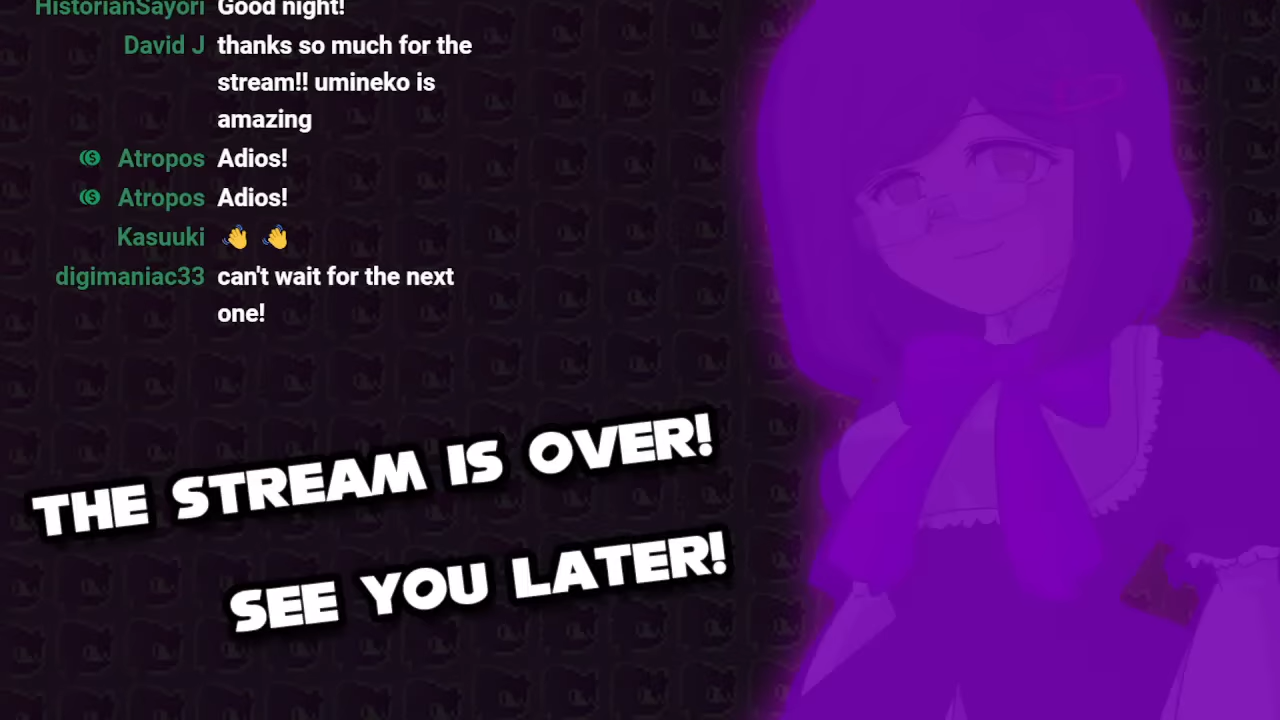 HistorianSayori Good night!
David J thanks so much for the
stream!! umineko is
amazing
Atropos Adios!
Atropos Adios!
Kasuuki 👋 👋
digimaniac33 can't wait for the next
one!
THE STREAM IS OVER!
SEE YOU LATER!